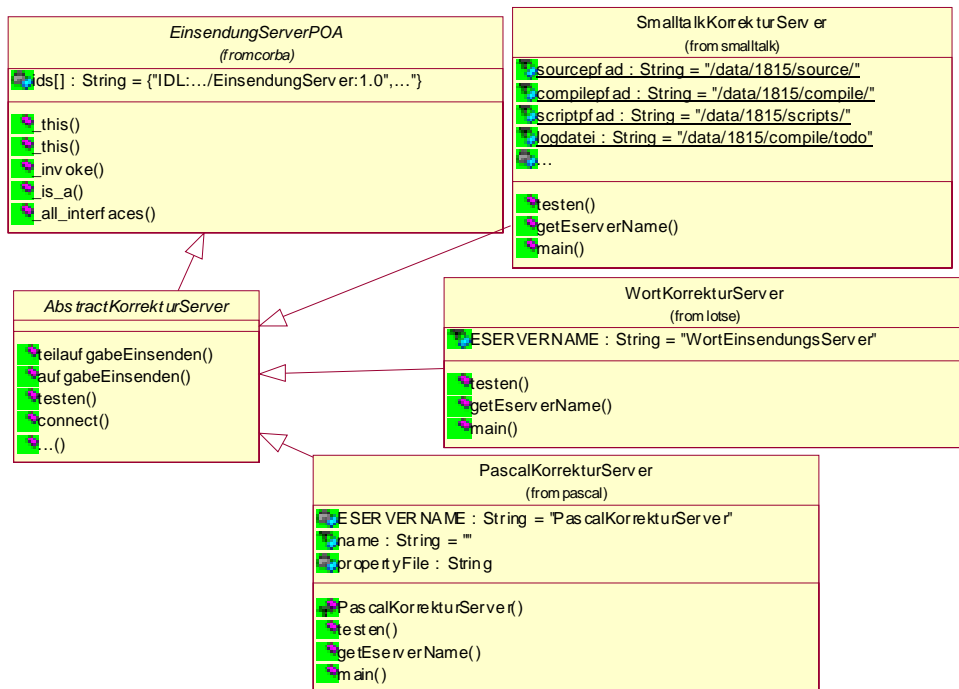 EinsendungServerPOA
(from corba)
ids[] : String = {"IDL:.../EinsendungServer:1.0",..."}
_this()
_this()
_invoke()
_is_a()
_all_interfaces()
SmalltalkKorrekturServer
(from smalltalk)
sourcepfad : String = "/data/1815/source/"
compilepfad : String = "/data/1815/compile/"
scriptpfad : String = "/data/1815/scripts/"
logdatei : String = "/data/1815/compile/todo"
...
testen()
getEserverName()
main()
AbstractKorrekturServer
teilaufgabeEinsenden()
aufgabeEinsenden()
testen()
connect()
...()
WortKorrekturServer
(from lotse)
ESERVERNAME : String = "WortEinsendungsServer"
testen()
getEserverName()
main()
PascalKorrekturServer
(from pascal)
ESERVERNAME : String = "PascalKorrekturServer"
name : String = ""
propertyFile : String
PascalKorrekturServer()
testen()
getEserverName()
main()